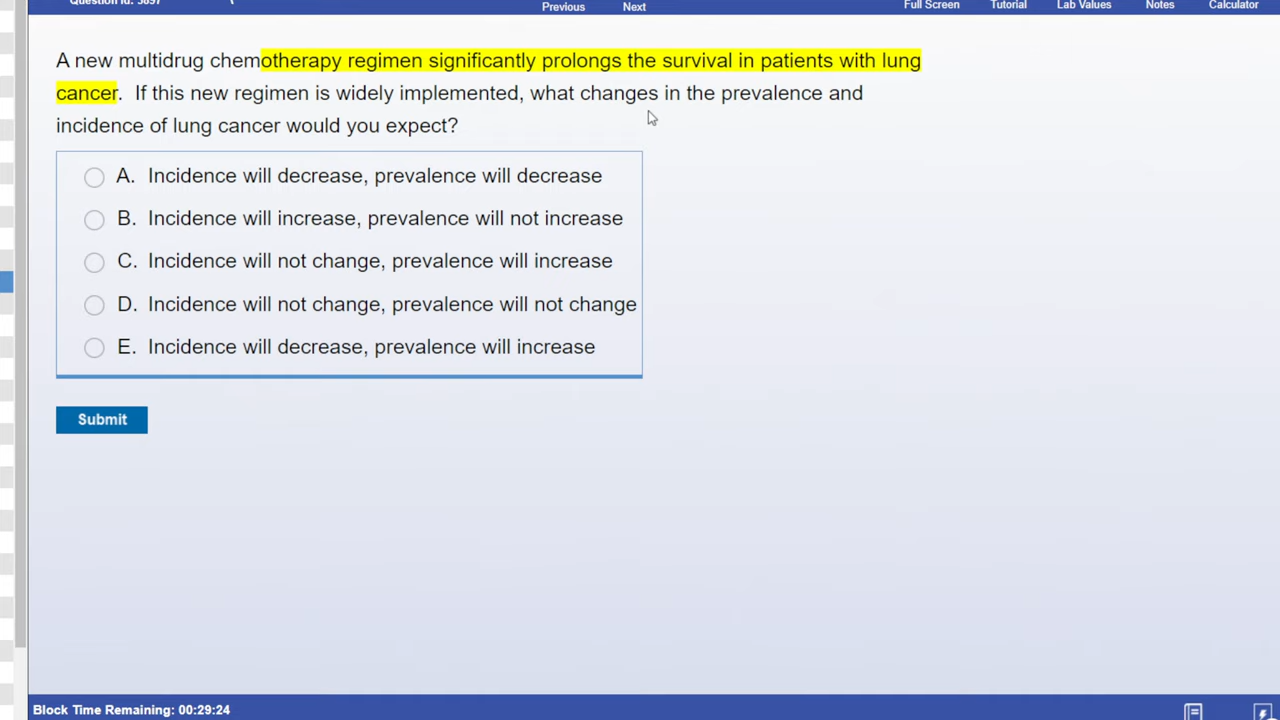 Previous Next Full Screen Tutorial Lab Values Notes Calculator
A new multidrug chemotherapy regimen significantly prolongs the survival in patients with lung
cancer. If this new regimen is widely implemented, what changes in the prevalence and
incidence of lung cancer would you expect?
A. Incidence will decrease, prevalence will decrease
B. Incidence will increase, prevalence will not increase
C. Incidence will not change, prevalence will increase
D. Incidence will not change, prevalence will not change
E. Incidence will decrease, prevalence will increase
Submit
Block Time Remaining: 00:29:24